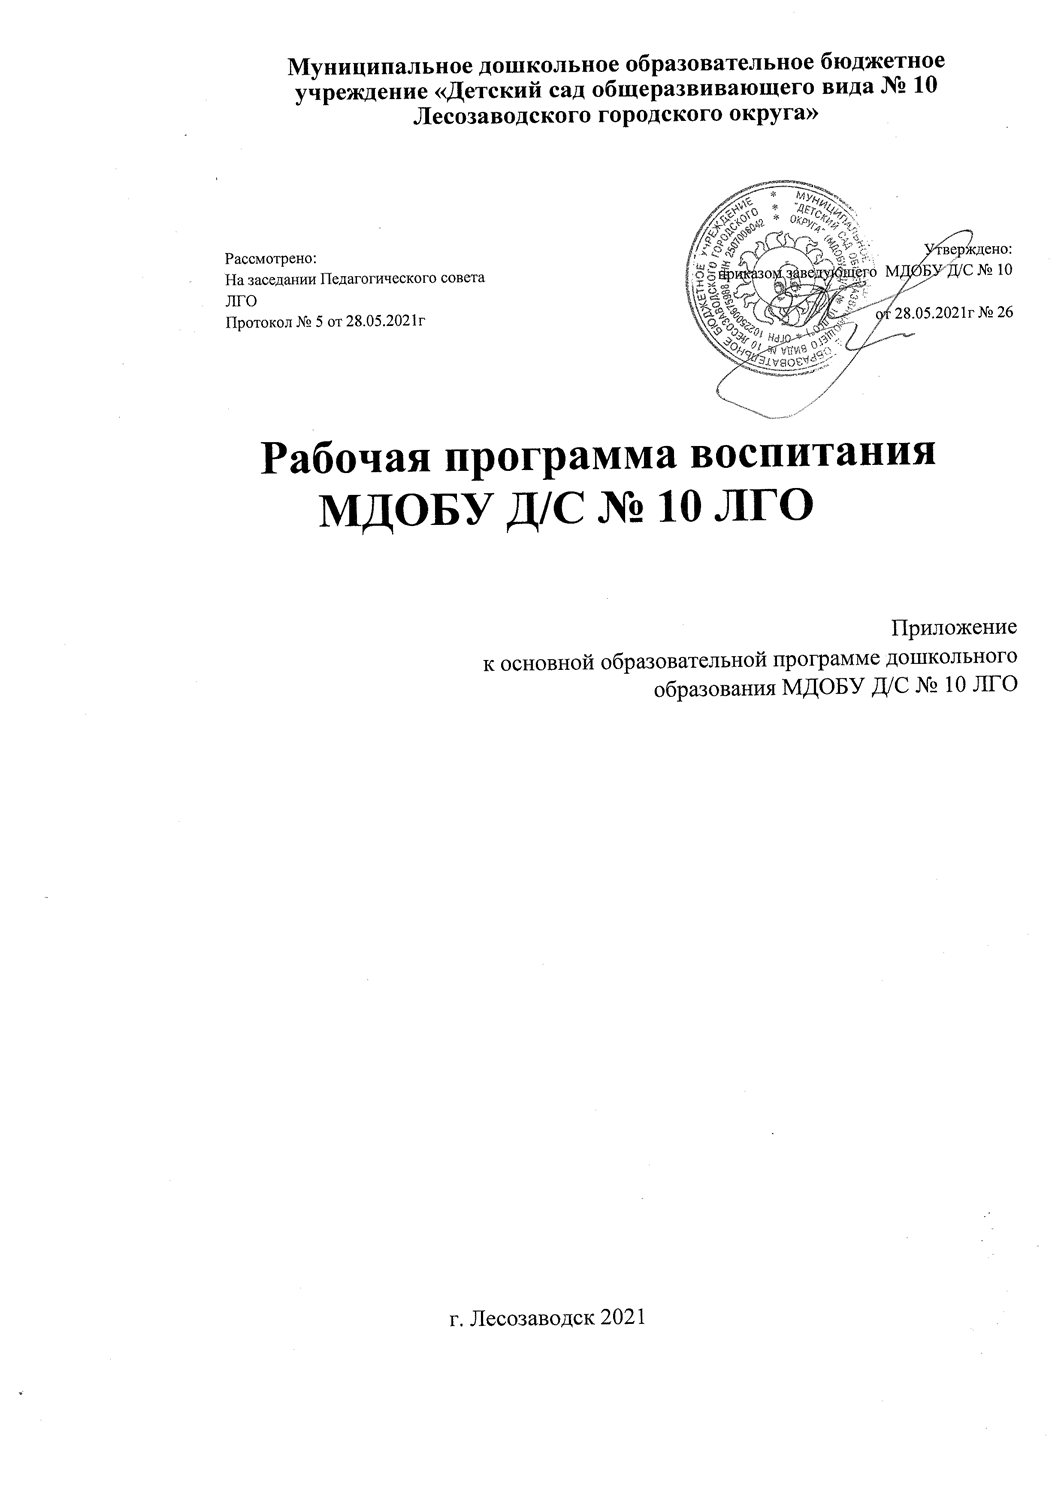 Муниципальное дошкольное образовательное бюджетное
учреждение «Детский сад общеразвивающего вида № 10
Лесозаводского городского округа»
Рассмотрено:
На заседании Педагогического совета
ЛГО
Протокол № 5 от 28.05.2021г
Утверждено:
приказом заведующего МДОБУ Д/С № 10
от 28.05.2021г № 26
Рабочая программа воспитания
МДОБУ Д/С № 10 ЛГО
Приложение
к основной образовательной программе дошкольного
образования МДОБУ Д/С № 10 ЛГО
г. Лесозаводск 2021